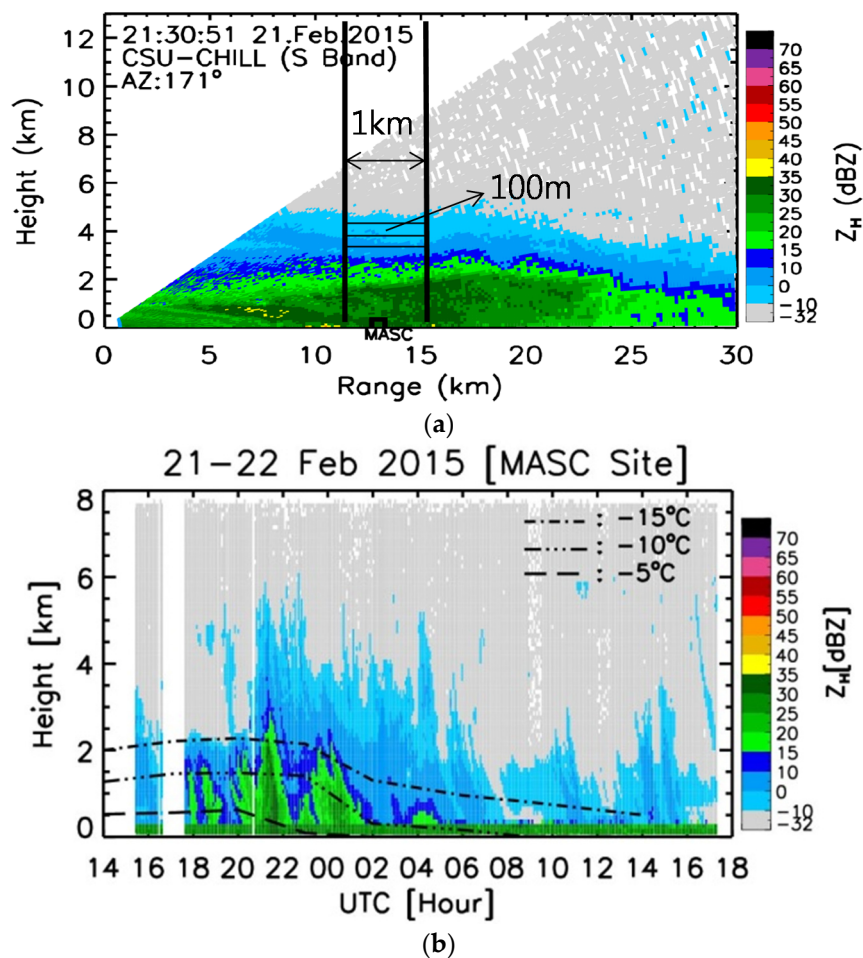 21:30:51 21.Feb.2015
CSU-CHILL (S Band)
AZ:171°
1km
100m
MASC
12
10
8
6
4
2
0
Height (km)
0 5 10 15 20 25 30
Range (km)
70
65
60
55
50
45
40
35
30
25
20
15
10
0
-10
-32
Z_H (dBZ)
(a)
21-22 Feb 2015 [MASC Site]
-15°C
-10°C
-5°C
8
6
4
2
0
Height [km]
14 16 18 20 22 00 02 04 06 08 10 12 14 16 18
UTC [Hour]
70
65
60
55
50
45
40
35
30
25
20
15
10
0
-10
-32
Z_H[dBZ]
(b)